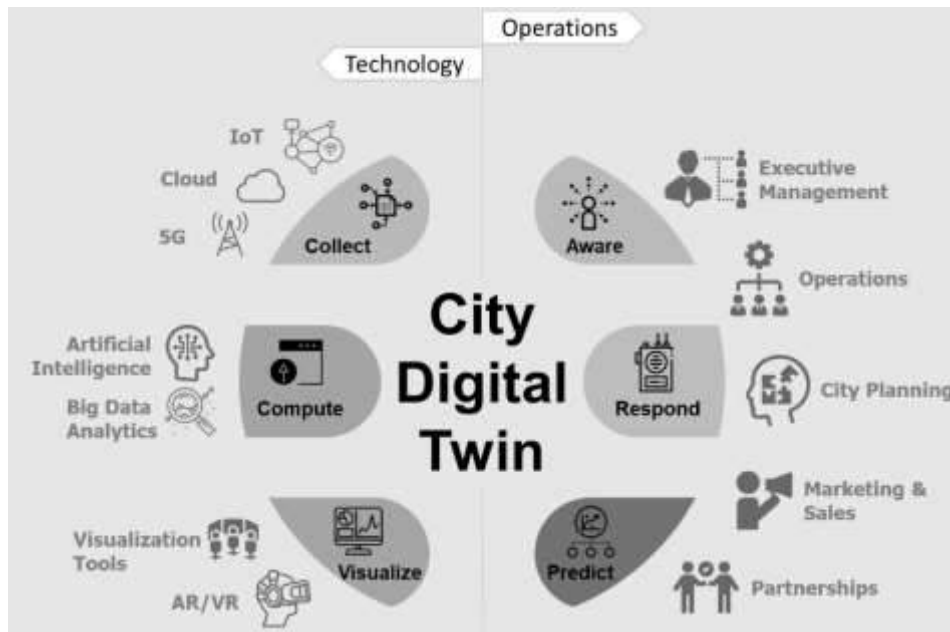 Operations
Technology
IoT
Cloud
5G
Collect
Artificial
Intelligence
Big Data
Analytics
Compute
Visualization
Tools
AR/VR
Visualize
City
Digital
Twin
Aware
Executive
Management
Operations
Respond
City Planning
Marketing &
Sales
Predict
Partnerships